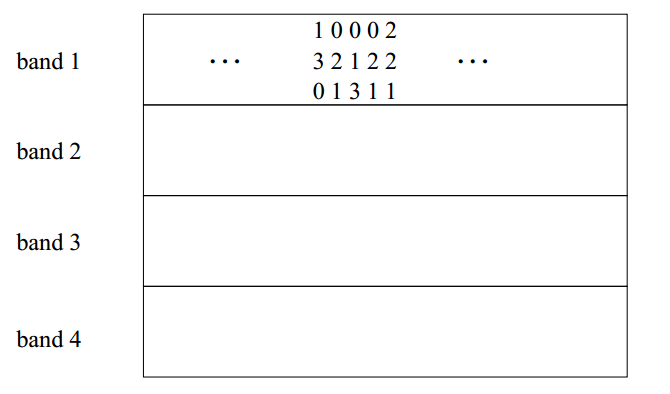 1 0 0 0 2
band 1 ... 3 2 1 2 2 ...
0 1 3 1 1
band 2
band 3
band 4